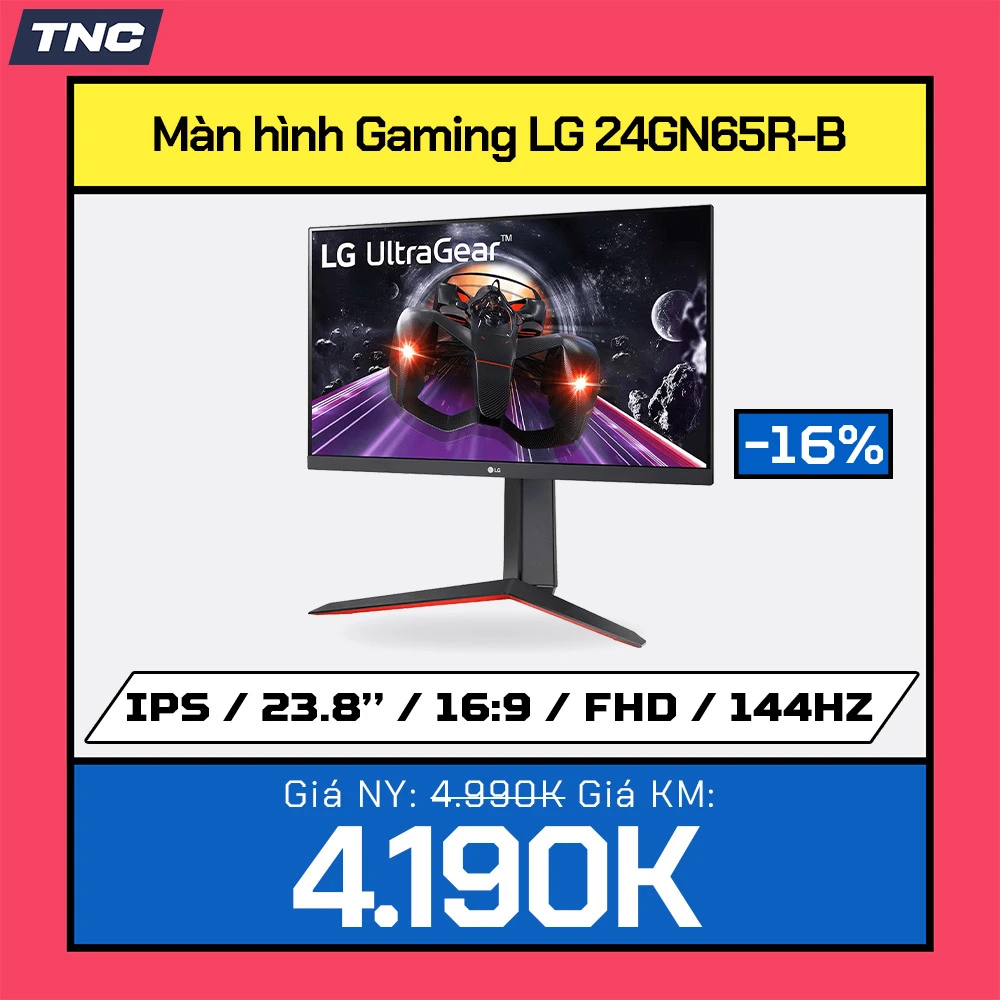 TNC
Màn hình Gaming LG 24GN65R-B
LG UltraGear™
LG
-16%
IPS / 23.8’’ / 16:9 / FHD / 144HZ
Giá NY: 4.990K Giá KM:
4.190K